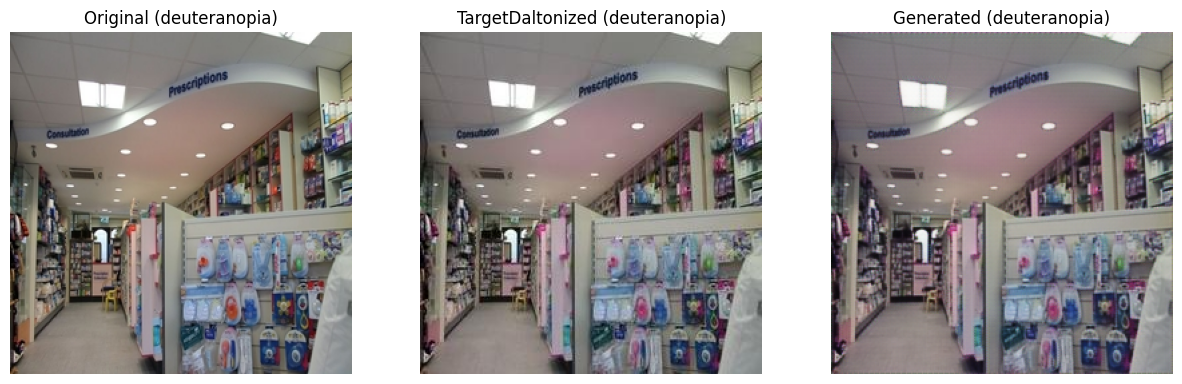 Original (deuteranopia)
TargetDaltonized (deuteranopia)
Generated (deuteranopia)
Prescriptions
Consultation
Prescriptions
Consultation
Prescriptions
Consultation